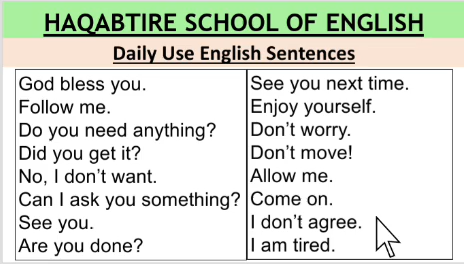 HAQABTIRE SCHOOL OF ENGLISH
Daily Use English Sentences
God bless you.
Follow me.
Do you need anything?
Did you get it?
No, I don't want.
Can I ask you something?
See you.
Are you done?
See you next time.
Enjoy yourself.
Don't worry.
Don't move!
Allow me.
Come on.
I don't agree.
I am tired.